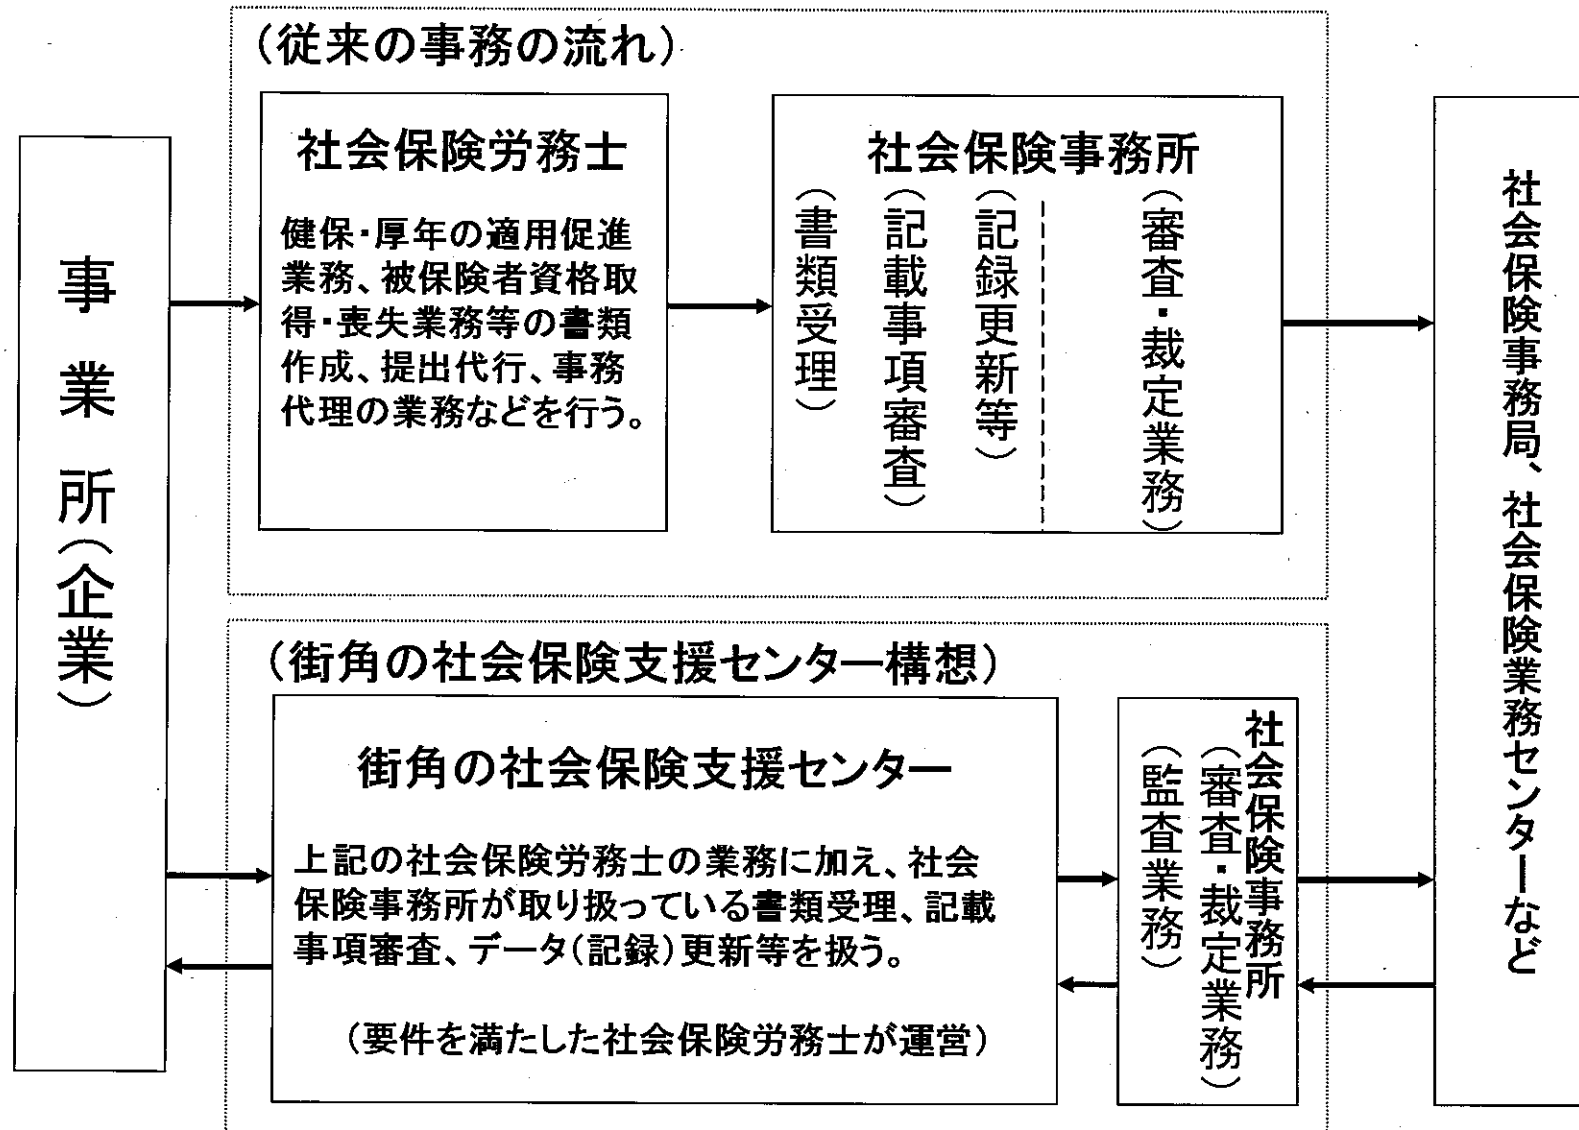 事業所(企業)
(従来の事務の流れ)
社会保険労務士
健保・厚年の適用促進
業務、被保険者資格取
得・喪失業務等の書類
作成、提出代行、事務
代理の業務などを行う。
社会保険事務所
(書類受理)
(記載事項審査)
(記録更新等)
(審査・裁定業務)
(街角の社会保険支援センター構想)
街角の社会保険支援センター
上記の社会保険労務士の業務に加え、社会
保険事務所が取り扱っている書類受理、記載
事項審査、データ(記録)更新等を扱う。
(要件を満たした社会保険労務士が運営)
社会保険事務所
(審査・裁定業務)
(監査業務)
社会保険事務局、社会保険業務センターなど